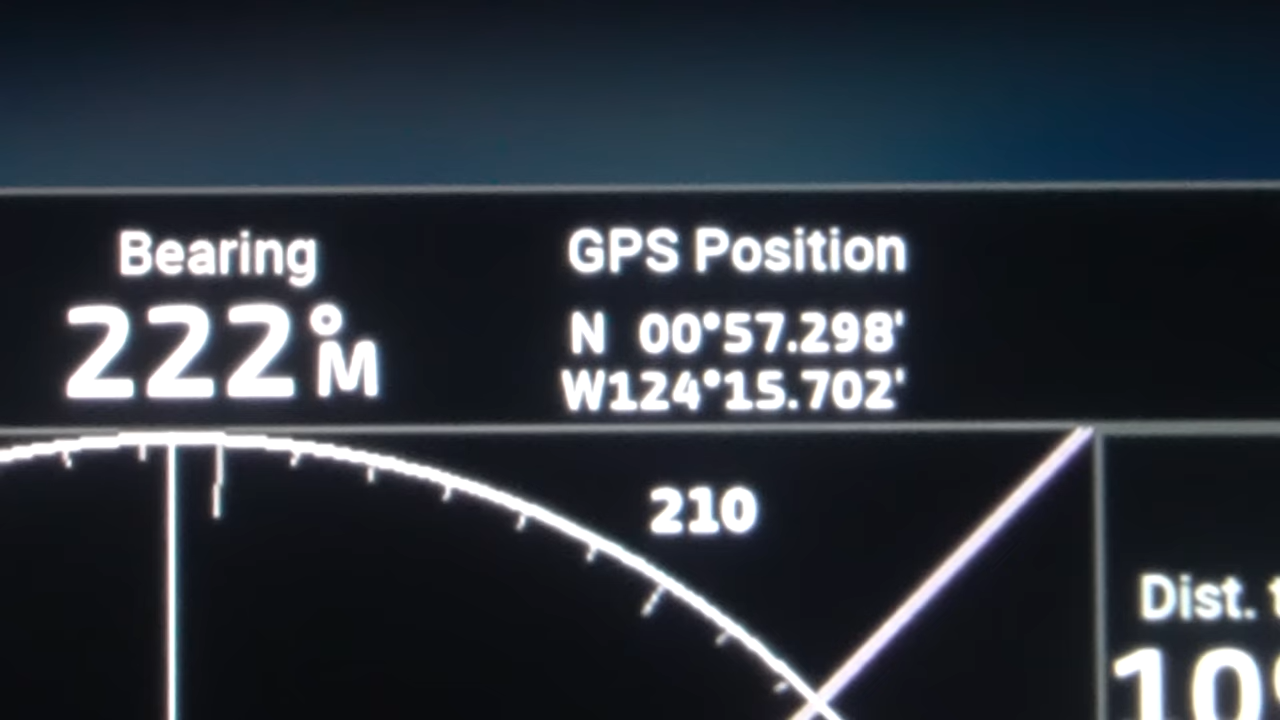 Bearing
222°M
GPS Position
N 00°57.298'
W124°15.702'
210
Dist.